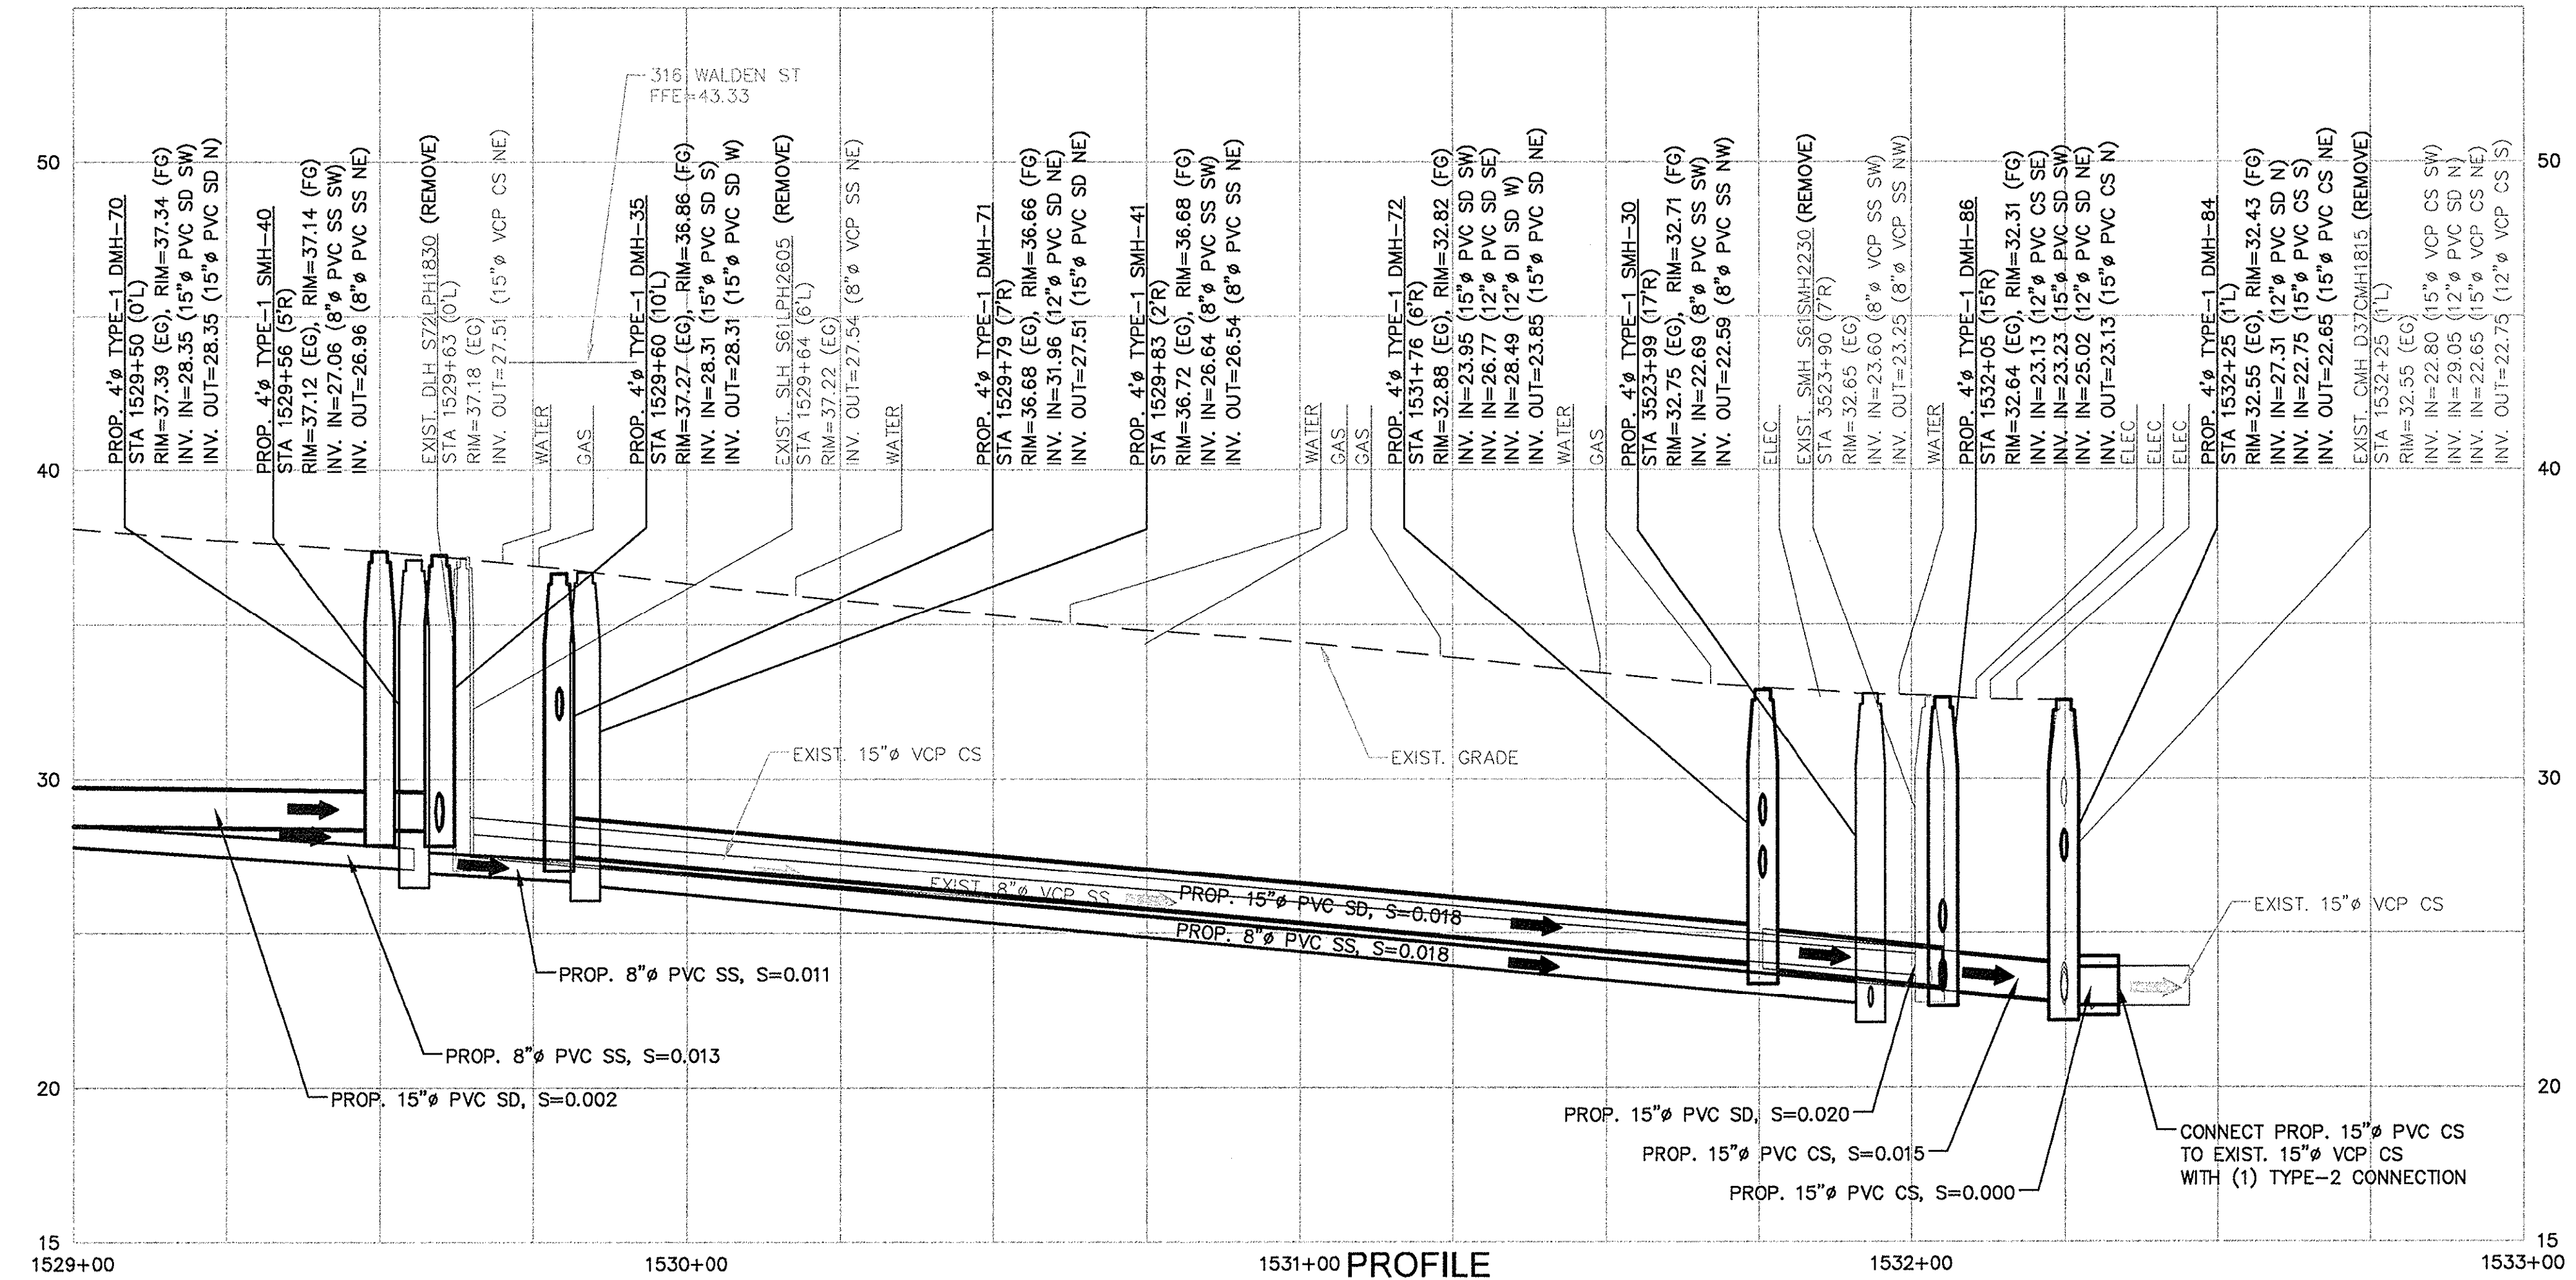 316 WALDEN ST
FFE=43.33
50
50
40
40
30
30
20
20
15
15
PROP. 4'ø TYPE-1 DMH-70
STA 1529+50 (0'L)
RIM=37.39 (EG), RIM=37.34 (FG)
INV. IN=28.35 (15"ø PVC SD SW)
INV. OUT=28.35 (15"ø PVC SD N)
PROP. 4'ø TYPE-1 SMH-40
STA 1529+56 (5'R)
RIM=37.12 (EG), RIM=37.14 (FG)
INV. IN=27.06 (8"ø PVC SS SW)
INV. OUT=26.96 (8"ø PVC SS NE)
EXIST. DLH S72LPH1830 (REMOVE)
STA 1529+63 (0'L)
RIM=37.18 (EG)
INV. OUT=27.51 (15"ø VCP CS NE)
WATER
GAS
PROP. 4'ø TYPE-1 DMH-35
STA 1529+60 (10'L)
RIM=37.27 (EG), RIM=36.86 (FG)
INV. IN=28.31 (15"ø PVC SD S)
INV. OUT=28.31 (15"ø PVC SD W)
EXIST. SLH S61LPH2605 (REMOVE)
STA 1529+64 (6'L)
RIM=37.22 (EG)
INV. OUT=27.54 (8"ø VCP SS NE)
WATER
PROP. 4'ø TYPE-1 DMH-71
STA 1529+79 (7'R)
RIM=36.68 (EG), RIM=36.66 (FG)
INV. IN=31.96 (12"ø PVC SD NE)
INV. OUT=27.51 (15"ø PVC SD NE)
PROP. 4'ø TYPE-1 SMH-41
STA 1529+83 (2'R)
RIM=36.72 (EG), RIM=36.68 (FG)
INV. IN=26.64 (8"ø PVC SS SW)
INV. OUT=26.54 (8"ø PVC SS NE)
WATER
GAS
GAS
PROP. 4'ø TYPE-1 DMH-72
STA 1531+76 (6'R)
RIM=32.88 (EG), RIM=32.82 (FG)
INV. IN=23.95 (15"ø PVC SD SW)
INV. IN=26.77 (12"ø PVC SD SE)
INV. IN=28.49 (12"ø DI SD W)
INV. OUT=23.85 (15"ø PVC SD NE)
WATER
GAS
PROP. 4'ø TYPE-1 SMH-30
STA 3523+99 (17'R)
RIM=32.75 (EG), RIM=32.71 (FG)
INV. IN=22.69 (8"ø PVC SS SW)
INV. OUT=22.59 (8"ø PVC SS NW)
ELEC
EXIST. SMH S61SMH2230 (REMOVE)
STA 3523+90 (7'R)
RIM=32.65 (EG)
INV. IN=23.60 (8"ø VCP SS SW)
INV. OUT=23.25 (8"ø VCP SS NW)
WATER
PROP. 4'ø TYPE-1 DMH-86
STA 1532+05 (15'R)
RIM=32.64 (EG), RIM=32.31 (FG)
INV. IN=23.13 (12"ø PVC CS SE)
INV. IN=23.23 (15"ø PVC SD SW)
INV. IN=25.02 (12"ø PVC SD NE)
INV. OUT=23.13 (15"ø PVC CS N)
ELEC
ELEC
ELEC
PROP. 4'ø TYPE-1 DMH-84
STA 1532+25 (1'L)
RIM=32.55 (EG), RIM=32.43 (FG)
INV. IN=27.31 (12"ø PVC SD N)
INV. IN=22.75 (15"ø PVC CS S)
INV. OUT=22.65 (15"ø PVC CS NE)
EXIST. CMH D37CMH1815 (REMOVE)
STA 1532+25 (1'L)
RIM=32.55 (EG)
INV. IN=22.80 (15"ø VCP CS SW)
INV. IN=29.05 (12"ø PVC SD N)
INV. IN=22.65 (15"ø VCP CS NE)
INV. OUT=22.75 (12"ø VCP CS S)
EXIST. 15"ø VCP CS
EXIST. GRADE
EXIST. 8"ø VCP SS
PROP. 15"ø PVC SD, S=0.018
PROP. 8"ø PVC SS, S=0.018
EXIST. 15"ø VCP CS
PROP. 8"ø PVC SS, S=0.011
PROP. 8"ø PVC SS, S=0.013
PROP. 15"ø PVC SD, S=0.002
PROP. 15"ø PVC SD, S=0.020
PROP. 15"ø PVC CS, S=0.015
PROP. 15"ø PVC CS, S=0.000
CONNECT PROP. 15"ø PVC CS
TO EXIST. 15"ø VCP CS
WITH (1) TYPE-2 CONNECTION
1529+00
1530+00
1531+00
PROFILE
1532+00
1533+00